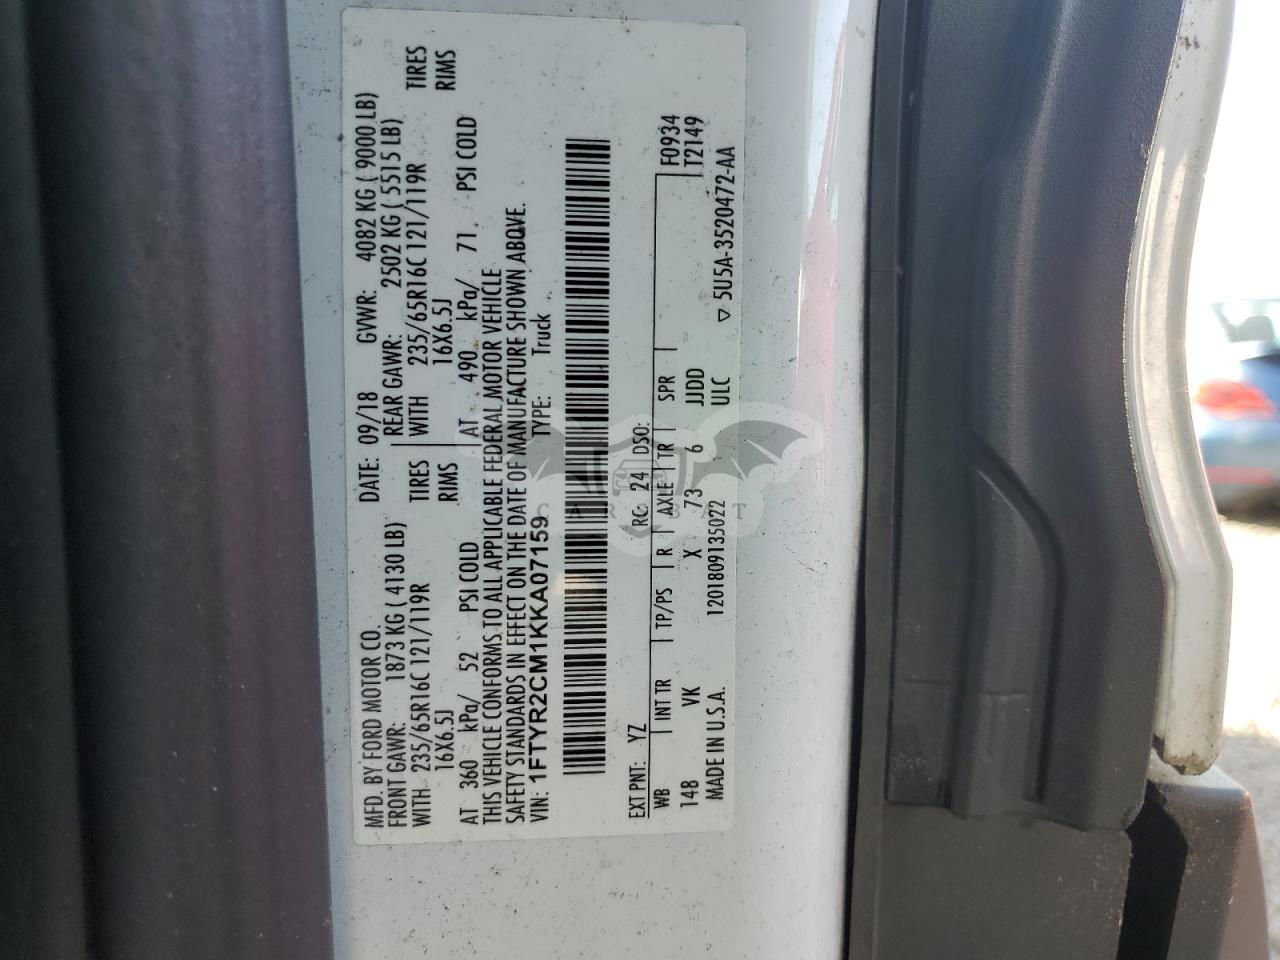 MFD. BY FORD MOTOR CO.
DATE: 09/18 GVWR: 4082 KG ( 9000 LB)
FRONT GAWR: 1873 KG ( 4130 LB) REAR GAWR: 2502 KG ( 5515 LB)
WITH 235/65R16C 121/119R TIRES WITH 235/65R16C 121/119R TIRES
16X6.5J RIMS 16X6.5J RIMS
AT 360 kPa/ 52 PSI COLD AT 490 kPa/ 71 PSI COLD
THIS VEHICLE CONFORMS TO ALL APPLICABLE FEDERAL MOTOR VEHICLE
SAFETY STANDARDS IN EFFECT ON THE DATE OF MANUFACTURE SHOWN ABOVE.
VIN: 1FTYR2CM1KKA07159 TYPE: Truck
EXT PNT: YZ RC: 24 DSO: F0934
WB INT TR TP/PS R AXLE TR SPR T2149
148 VK X 73 6 JJDD
MADE IN U.S.A. 1201809135022 ULC ▽ 5U5A-3520472-AA
CAR BAT